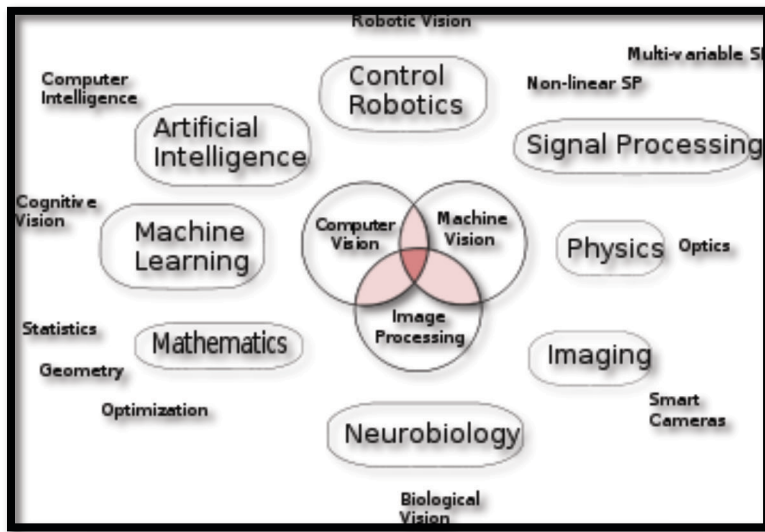 Robotic Vision
Multi-variable SP
Non-linear SP
Computer
Intelligence
Control
Robotics
Artificial
Intelligence
Signal Processing
Cognitive
Vision
Machine
Learning
Computer
Vision
Machine
Vision
Physics
Optics
Image
Processing
Statistics
Mathematics
Geometry
Imaging
Optimization
Smart
Cameras
Neurobiology
Biological
Vision